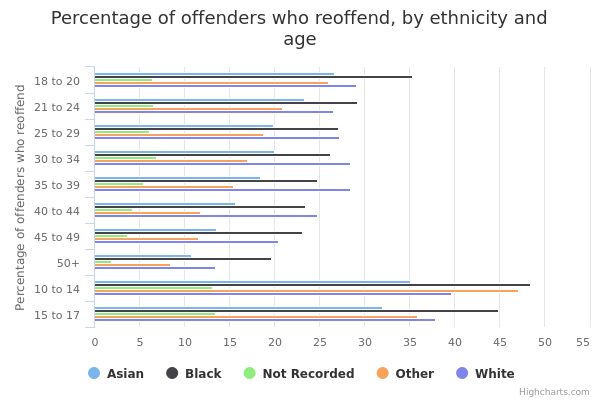 Percentage of offenders who reoffend, by ethnicity and
age
Percentage of offenders who reoffend
18 to 20
21 to 24
25 to 29
30 to 34
35 to 39
40 to 44
45 to 49
50+
10 to 14
15 to 17
0 5 10 15 20 25 30 35 40 45 50 55
Asian Black Not Recorded Other White
Highcharts.com